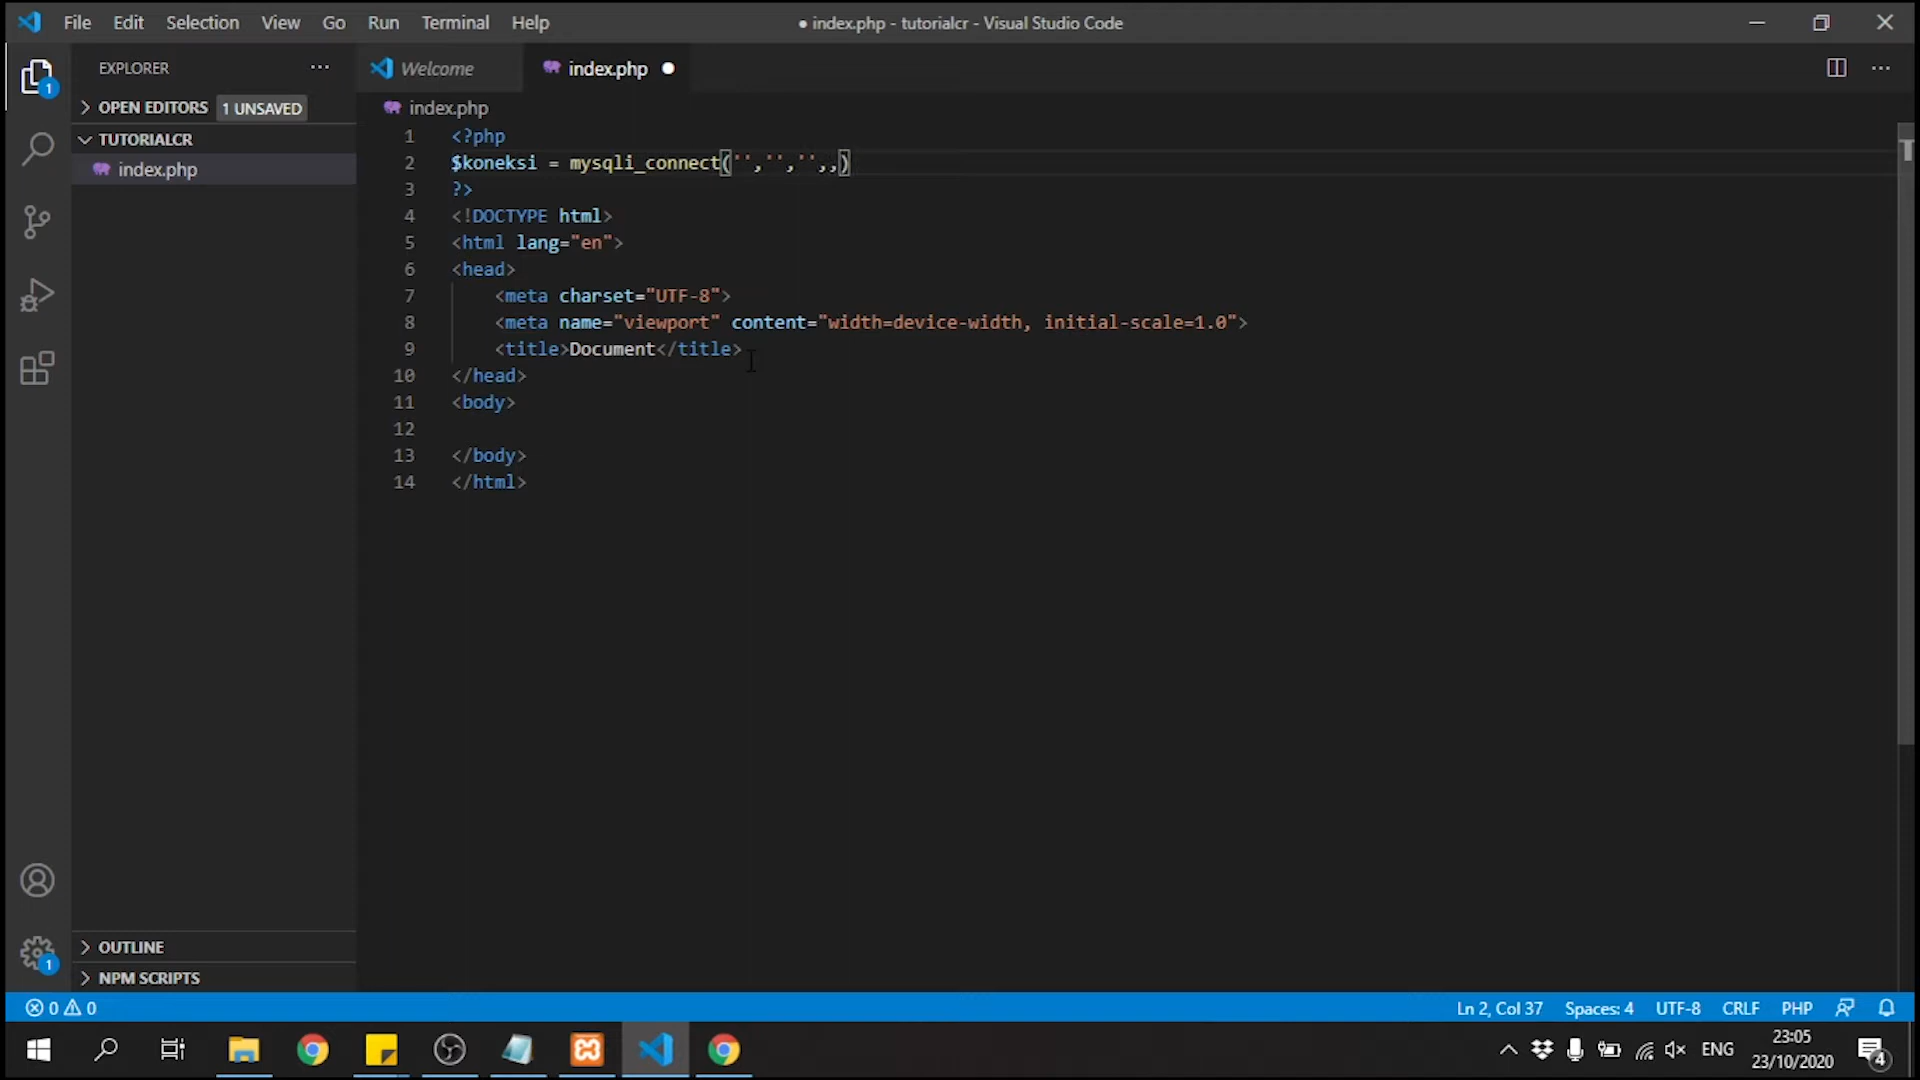 File Edit Selection View Go Run Terminal Help ● index.php - tutorialcr - Visual Studio Code
EXPLORER ... Welcome index.php ●
OPEN EDITORS 1 UNSAVED
index.php
TUTORIALCR
index.php
1 <?php
2 $koneksi = mysqli_connect('','','',,)
3 ?>
4 <!DOCTYPE html>
5 <html lang="en">
6 <head>
7 <meta charset="UTF-8">
8 <meta name="viewport" content="width=device-width, initial-scale=1.0">
9 <title>Document</title>
10 </head>
11 <body>
12
13 </body>
14 </html>
1
OUTLINE
1
NPM SCRIPTS
0 0 Ln 2, Col 37 Spaces: 4 UTF-8 CRLF PHP
ENG 23:05
23/10/2020 4